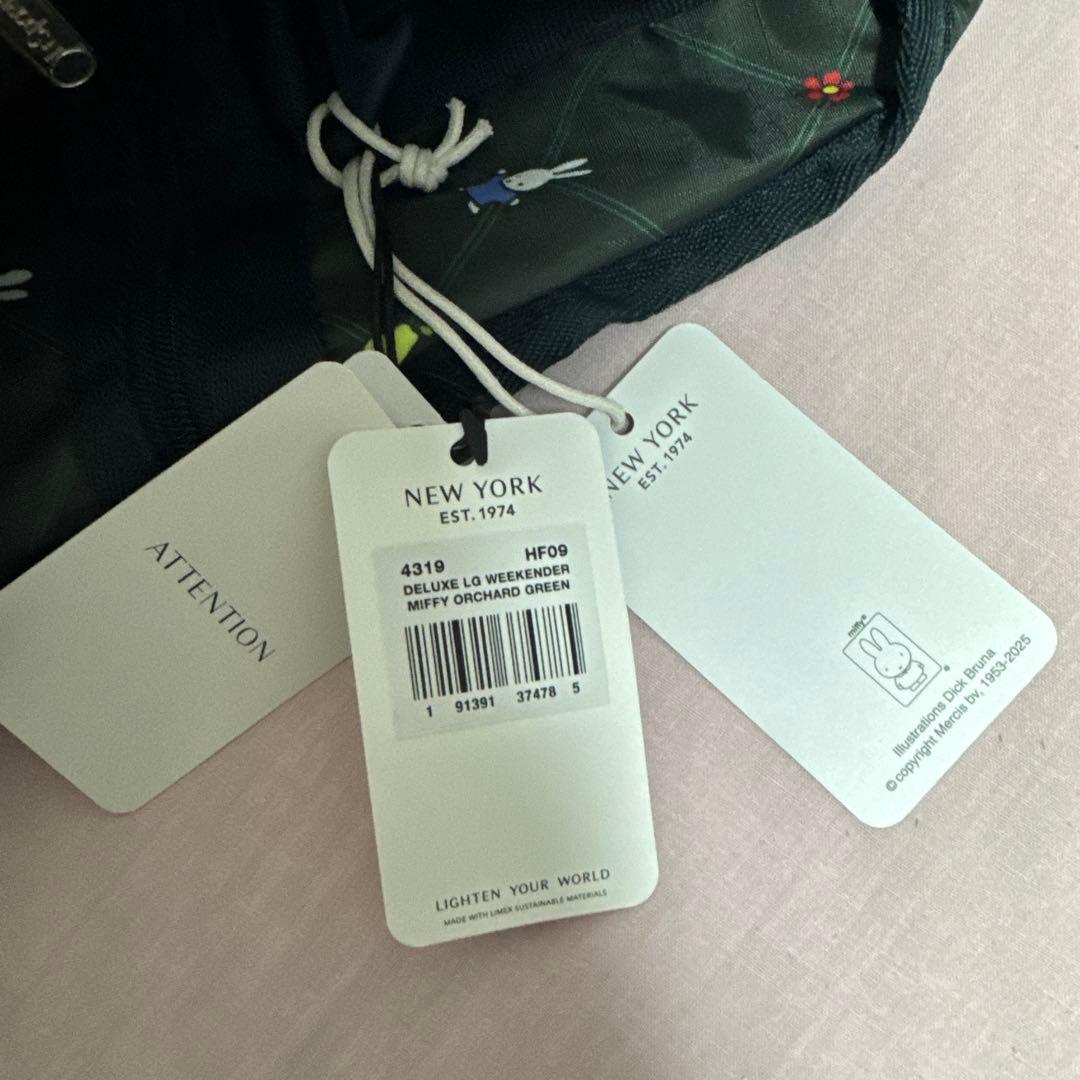 ATTENTION
NEW YORK
EST. 1974
4319 HF09
DELUXE LG WEEKENDER
MIFFY ORCHARD GREEN
1 91391 37478 5
LIGHTEN YOUR WORLD
MADE WITH LIMEX SUSTAINABLE MATERIALS
NEW YORK
EST. 1974
miffy®
Illustrations Dick Bruna
© copyright Mercis bv, 1953-2025